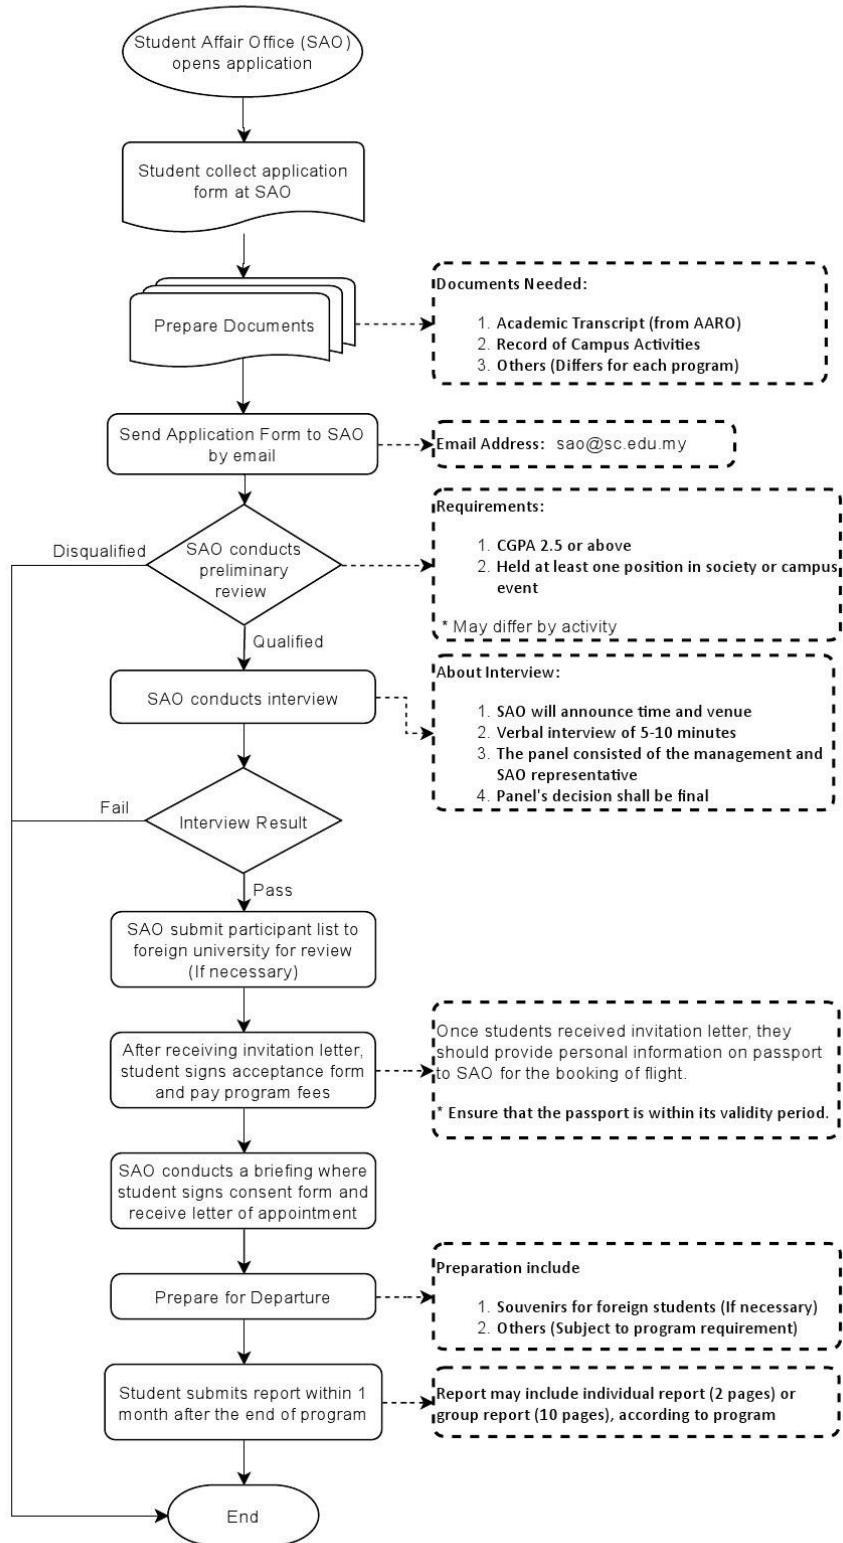 Student Affair Office (SAO)
opens application
Student collect application
form at SAO
Prepare Documents
Documents Needed:
1. Academic Transcript (from AARO)
2. Record of Campus Activities
3. Others (Differs for each program)
Send Application Form to SAO
by email
Email Address: sao@sc.edu.my
Disqualified
SAO conducts
preliminary
review
Requirements:
1. CGPA 2.5 or above
2. Held at least one position in society or campus
event
* May differ by activity
Qualified
SAO conducts interview
About Interview:
1. SAO will announce time and venue
2. Verbal interview of 5-10 minutes
3. The panel consisted of the management and
SAO representative
4. Panel's decision shall be final
Fail
Interview Result
Pass
SAO submit participant list to
foreign university for review
(If necessary)
After receiving invitation letter,
student signs acceptance form
and pay program fees
Once students received invitation letter, they
should provide personal information on passport
to SAO for the booking of flight.
* Ensure that the passport is within its validity period.
SAO conducts a briefing where
student signs consent form and
receive letter of appointment
Prepare for Departure
Preparation include
1. Souvenirs for foreign students (If necessary)
2. Others (Subject to program requirement)
Student submits report within 1
month after the end of program
Report may include individual report (2 pages) or
group report (10 pages), according to program
End